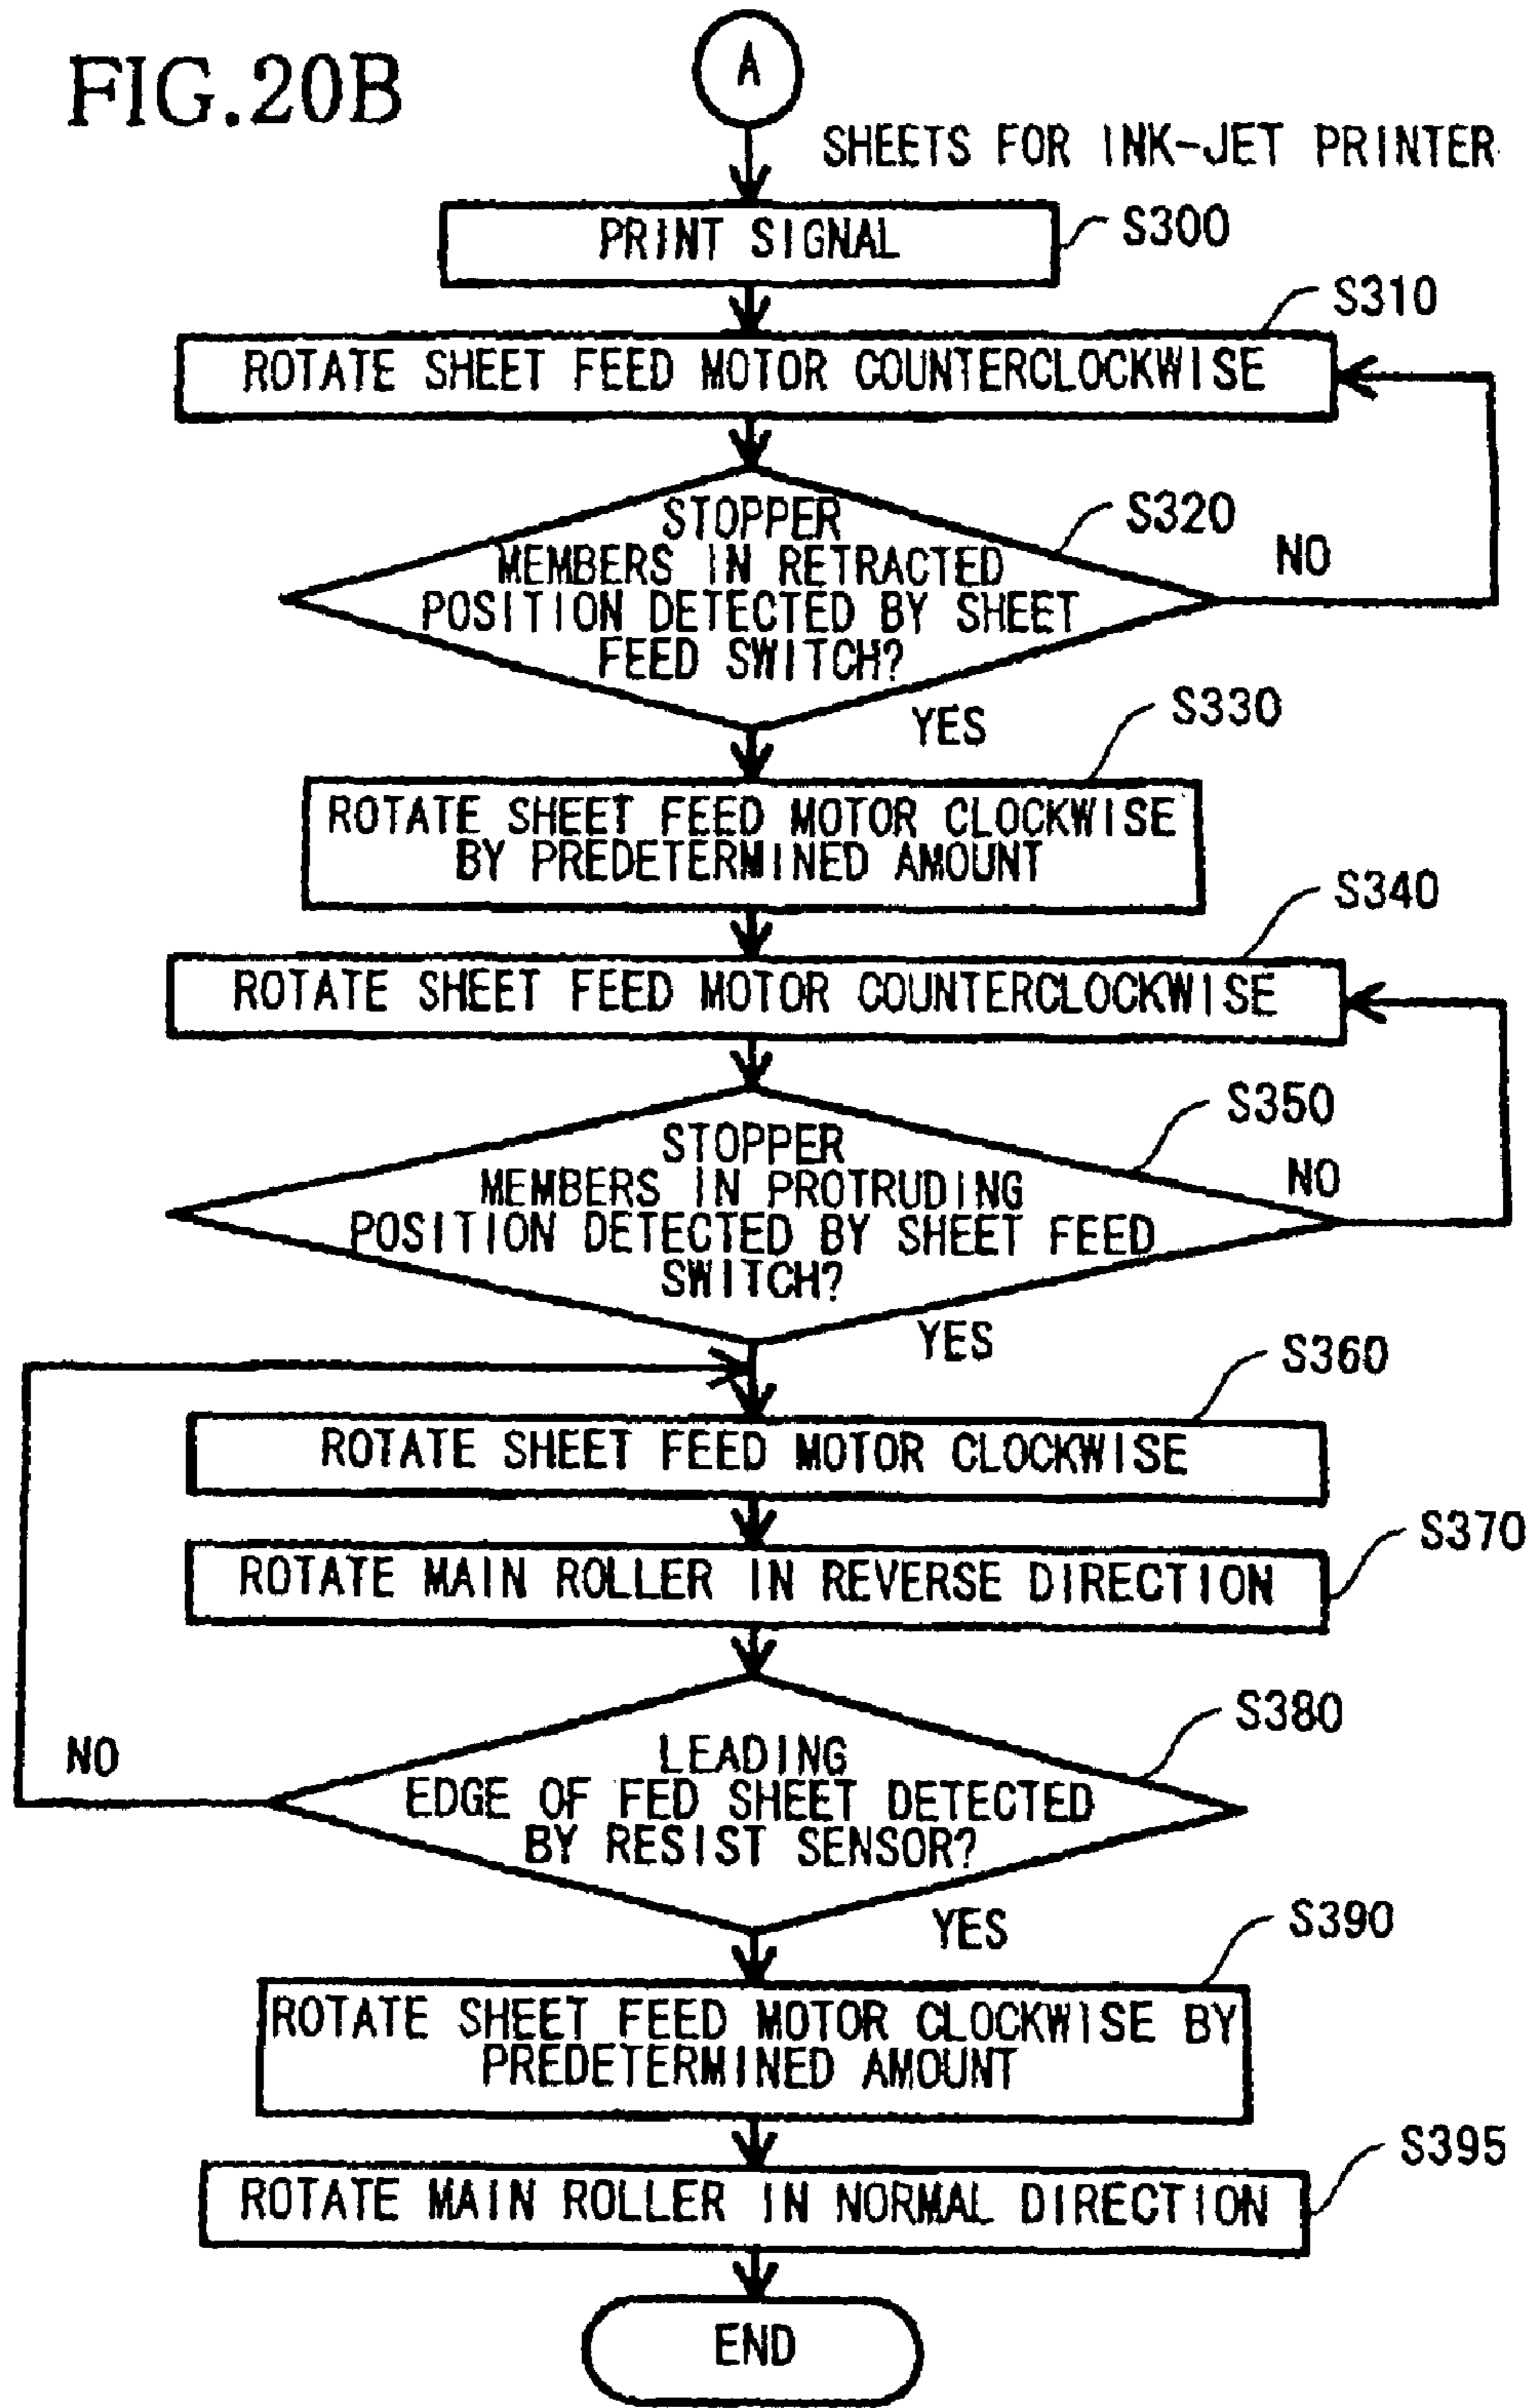 FIG.20B
A
SHEETS FOR INK-JET PRINTER
PRINT SIGNAL
S300
S310
ROTATE SHEET FEED MOTOR COUNTERCLOCKWISE
S320
STOPPER
MEMBERS IN RETRACTED
POSITION DETECTED BY SHEET
FEED SWITCH?
NO
YES
S330
ROTATE SHEET FEED MOTOR CLOCKWISE
BY PREDETERMINED AMOUNT
S340
ROTATE SHEET FEED MOTOR COUNTERCLOCKWISE
S350
STOPPER
MEMBERS IN PROTRUDING
POSITION DETECTED BY SHEET FEED
SWITCH?
NO
YES
S360
ROTATE SHEET FEED MOTOR CLOCKWISE
S370
ROTATE MAIN ROLLER IN REVERSE DIRECTION
S380
LEADING
EDGE OF FED SHEET DETECTED
BY RESIST SENSOR?
NO
YES
S390
ROTATE SHEET FEED MOTOR CLOCKWISE BY
PREDETERMINED AMOUNT
S395
ROTATE MAIN ROLLER IN NORMAL DIRECTION
END